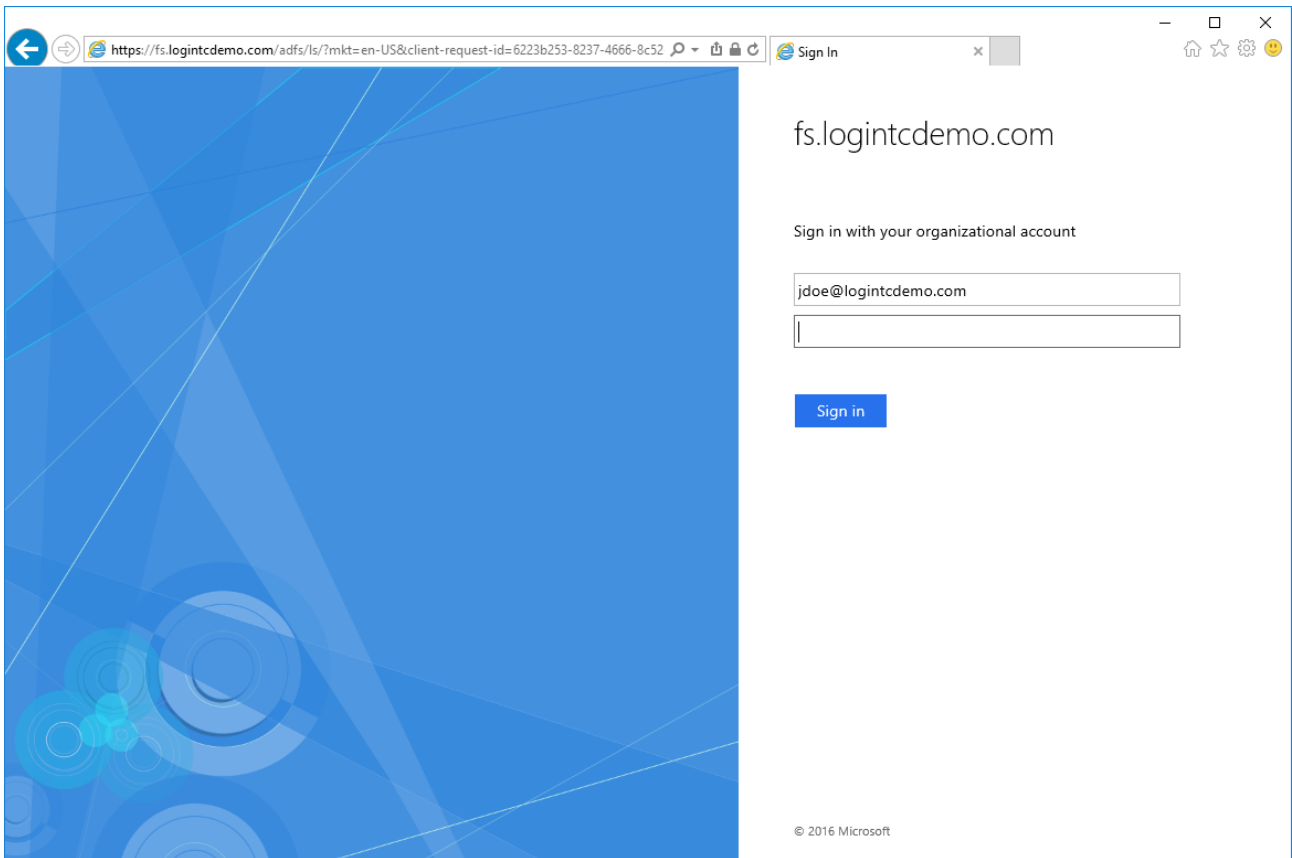 https://fs.logintcdemo.com/adfs/ls/?mkt=en-US&client-request-id=6223b253-8237-4666-8c52
Sign In
fs.logintcdemo.com
Sign in with your organizational account
jdoe@logintcdemo.com
Sign in
© 2016 Microsoft